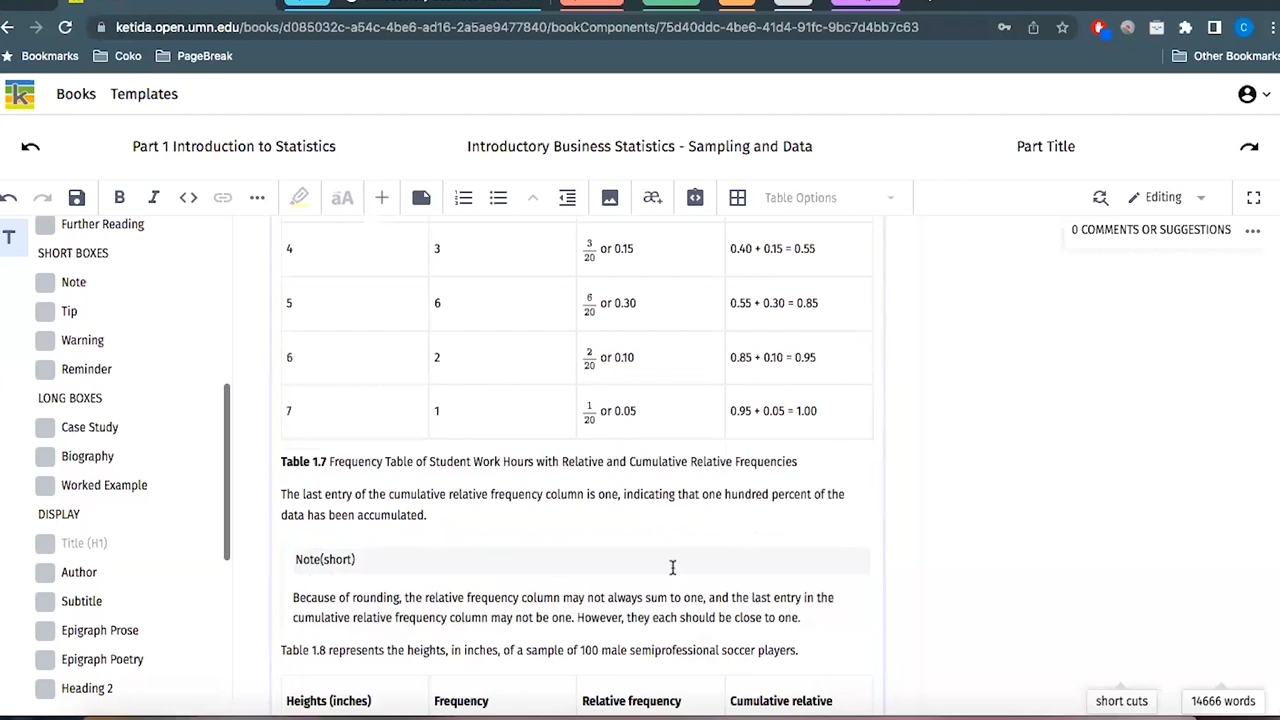 ketida.open.umn.edu/books/d085032c-a54c-4be6-ad16-2a5ae9477840/bookComponents/75d40ddc-4be6-41d4-91fc-9bc7d4bb7c63
C
Bookmarks Coko PageBreak Other Bookmarks
k Books Templates
Part 1 Introduction to Statistics Introductory Business Statistics - Sampling and Data Part Title
B I <> aA æ+ Table Options Editing
T
Further Reading
SHORT BOXES
Note
Tip
Warning
Reminder
LONG BOXES
Case Study
Biography
Worked Example
DISPLAY
Title (H1)
Author
Subtitle
Epigraph Prose
Epigraph Poetry
Heading 2
4 3 3/20 or 0.15 0.40 + 0.15 = 0.55
5 6 6/20 or 0.30 0.55 + 0.30 = 0.85
6 2 2/20 or 0.10 0.85 + 0.10 = 0.95
7 1 1/20 or 0.05 0.95 + 0.05 = 1.00
Table 1.7 Frequency Table of Student Work Hours with Relative and Cumulative Relative Frequencies
The last entry of the cumulative relative frequency column is one, indicating that one hundred percent of the
data has been accumulated.
Note(short)
Because of rounding, the relative frequency column may not always sum to one, and the last entry in the
cumulative relative frequency column may not be one. However, they each should be close to one.
Table 1.8 represents the heights, in inches, of a sample of 100 male semiprofessional soccer players.
Heights (inches) Frequency Relative frequency Cumulative relative
0 COMMENTS OR SUGGESTIONS
short cuts 14666 words